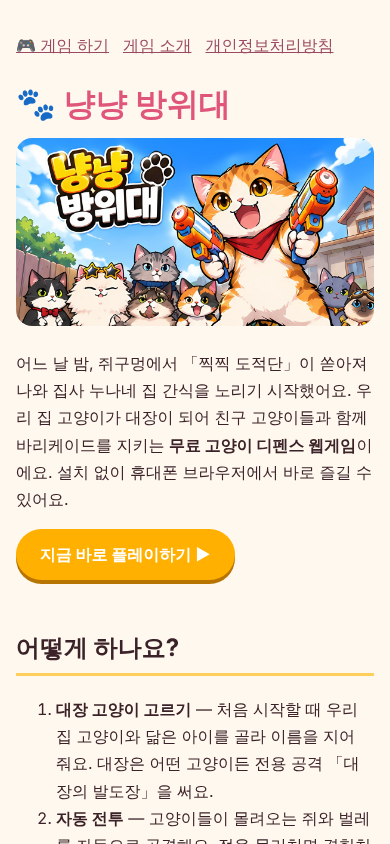 🎮 게임 하기 게임 소개 개인정보처리방침
🐾 냥냥 방위대
냥냥
방위대
어느 날 밤, 쥐구멍에서 「찍찍 도적단」이 쏟아져
나와 집사 누나네 집 간식을 노리기 시작했어요. 우
리 집 고양이가 대장이 되어 친구 고양이들과 함께
바리케이드를 지키는 무료 고양이 디펜스 웹게임이
에요. 설치 없이 휴대폰 브라우저에서 바로 즐길 수
있어요.
지금 바로 플레이하기 ▶
어떻게 하나요?
1. 대장 고양이 고르기 — 처음 시작할 때 우리
집 고양이와 닮은 아이를 골라 이름을 지어
줘요. 대장은 어떤 고양이든 전용 공격 「대
장의 발도장」을 써요.
2. 자동 전투 — 고양이들이 몰려오는 쥐와 벌레